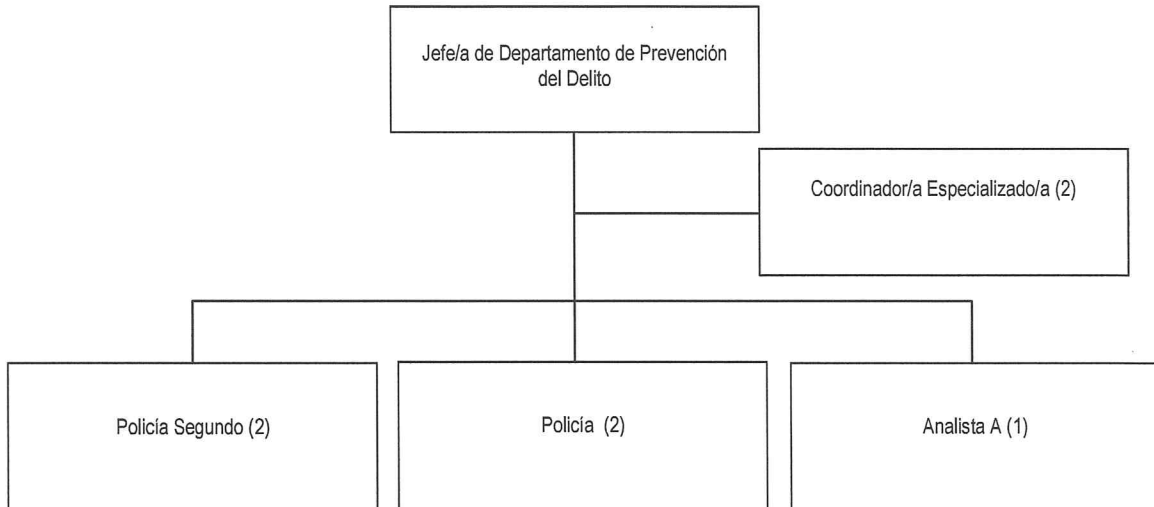 Jefe/a de Departamento de Prevención
del Delito
Coordinador/a Especializado/a (2)
Policía Segundo (2)
Policía (2)
Analista A (1)